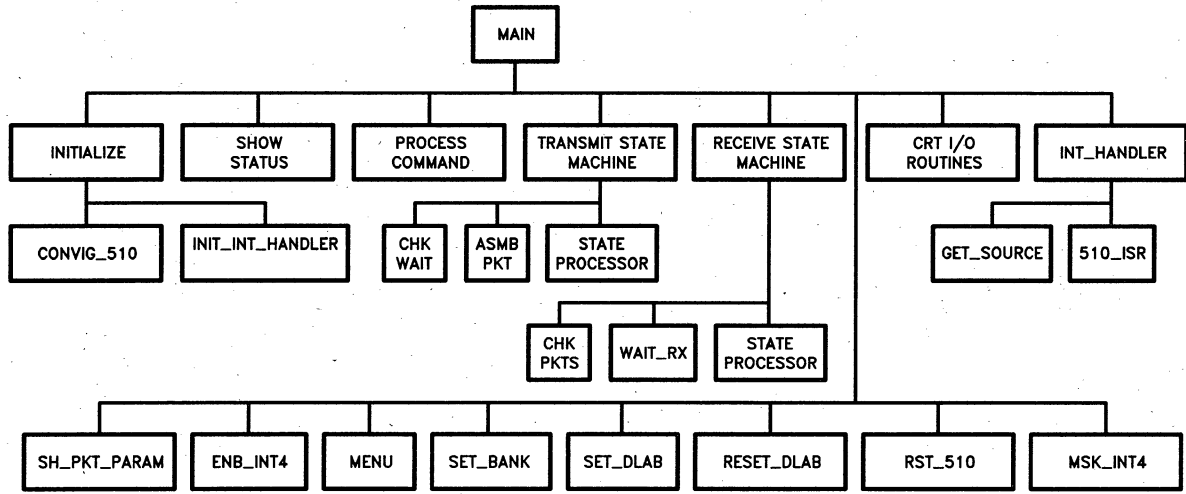 MAIN
INITIALIZE
SHOW
STATUS
PROCESS
COMMAND
TRANSMIT STATE
MACHINE
RECEIVE STATE
MACHINE
CRT I/O
ROUTINES
INT_HANDLER
CONVIG_510
INIT_INT_HANDLER
CHK
WAIT
ASMB
PKT
STATE
PROCESSOR
GET_SOURCE
510_ISR
CHK
PKTS
WAIT_RX
STATE
PROCESSOR
SH_PKT_PARAM
ENB_INT4
MENU
SET_BANK
SET_DLAB
RESET_DLAB
RST_510
MSK_INT4